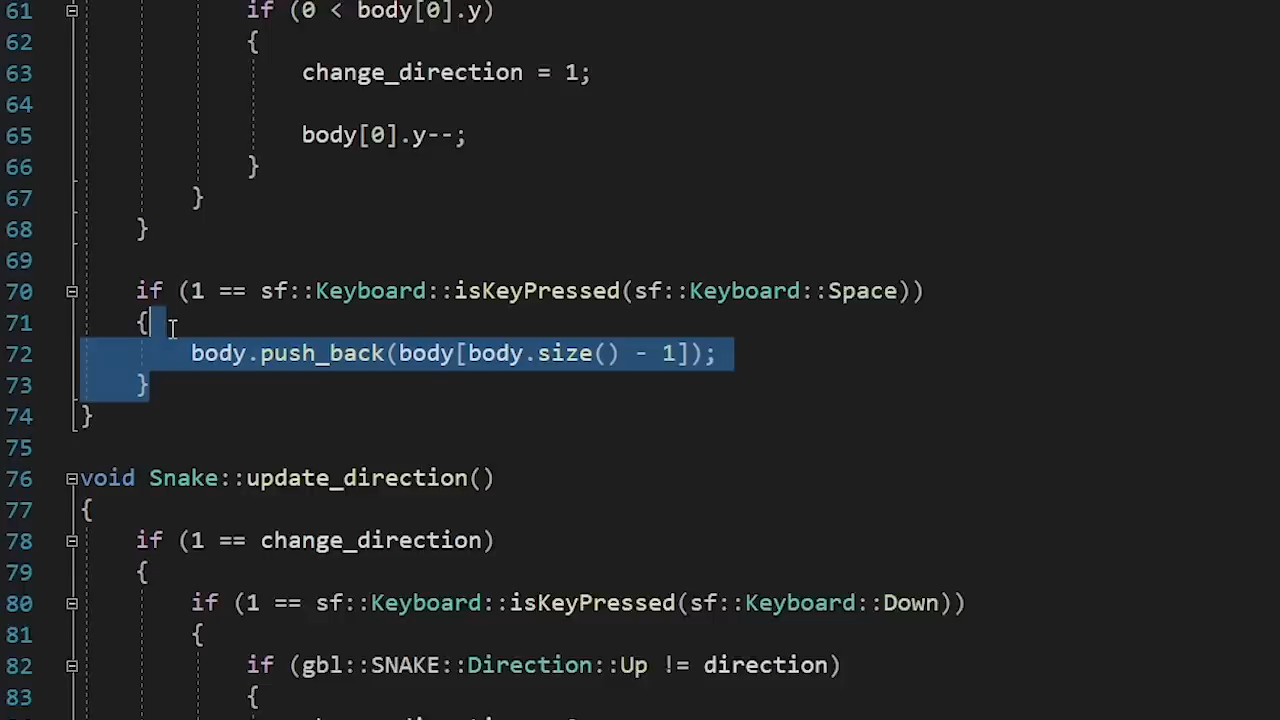 61 if (0 < body[0].y)
62 {
63 change_direction = 1;
64
65 body[0].y--;
66 }
67 }
68 }
69
70 if (1 == sf::Keyboard::isKeyPressed(sf::Keyboard::Space))
71 {
72 body.push_back(body[body.size() - 1]);
73 }
74 }
75
76 void Snake::update_direction()
77 {
78 if (1 == change_direction)
79 {
80 if (1 == sf::Keyboard::isKeyPressed(sf::Keyboard::Down))
81 {
82 if (gbl::SNAKE::Direction::Up != direction)
83 {